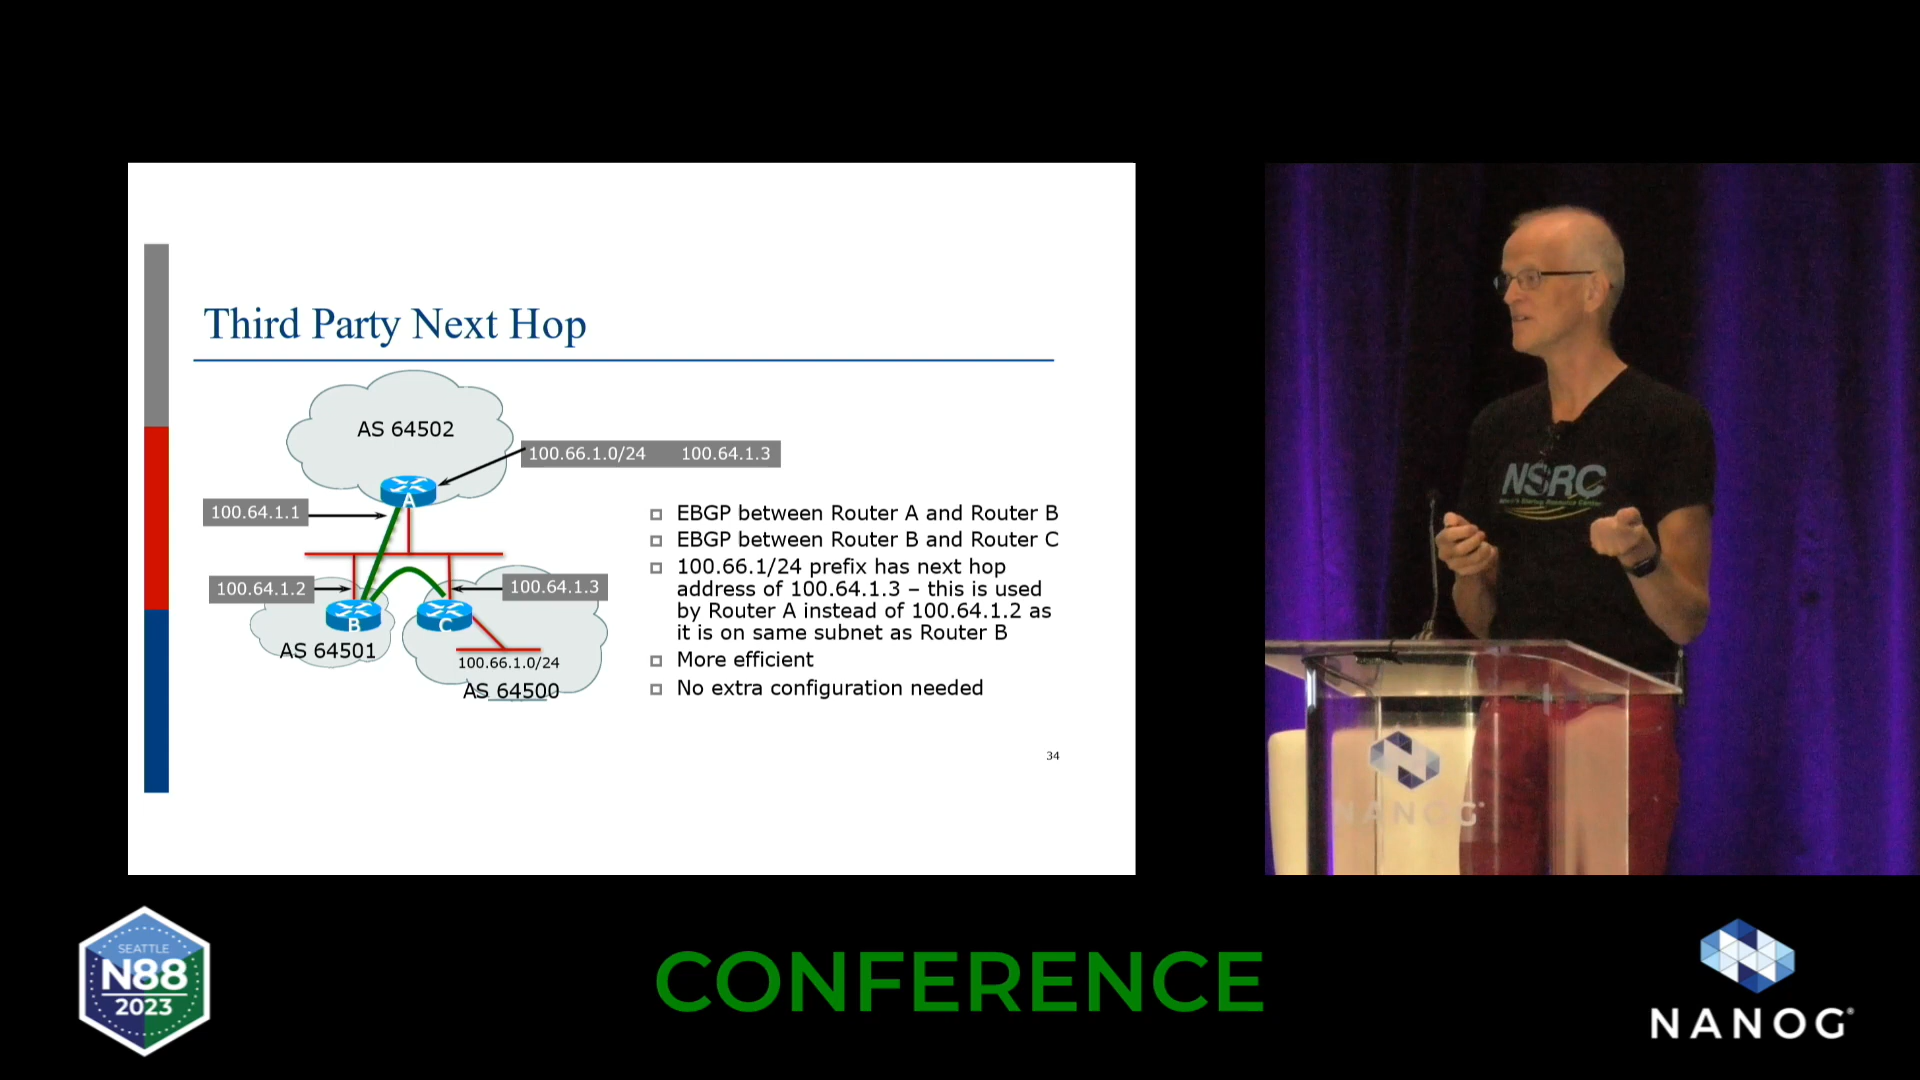 Third Party Next Hop
AS 64502
100.66.1.0/24 100.64.1.3
A
100.64.1.1
100.64.1.2
100.64.1.3
B
C
AS 64501
100.66.1.0/24
AS 64500
EBGP between Router A and Router B
EBGP between Router B and Router C
100.66.1/24 prefix has next hop
address of 100.64.1.3 – this is used
by Router A instead of 100.64.1.2 as
it is on same subnet as Router B
More efficient
No extra configuration needed
34
NSRC
NANOG
SEATTLE
N88
2023
CONFERENCE
NANOG®